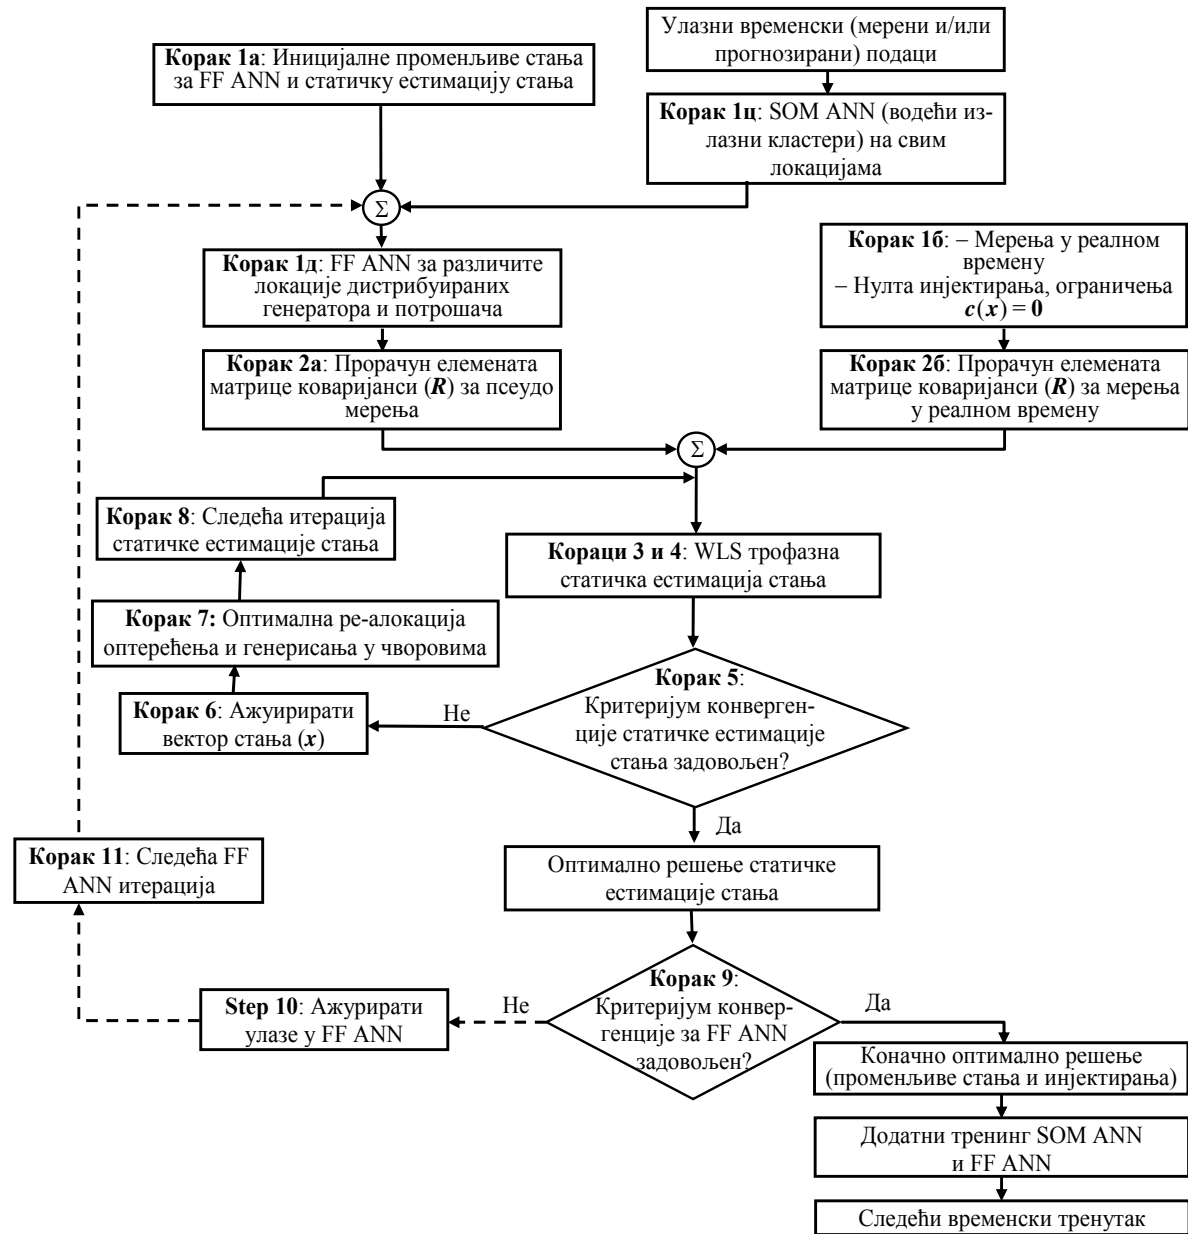 Улазни временски (мерени и/или
прогнозирани) подаци
Корак 1а: Иницијалне променљиве стања
за FF ANN и статичку естимацију стања
Корак 1ц: SOM ANN (водећи из-
лазни кластери) на свим
локацијама
Σ
Корак 1д: FF ANN за различите
локације дистрибуираних
генератора и потрошача
Корак 1б: – Мерења у реалном
времену
– Нулта инјектирања, ограничења
c(x) = 0
Корак 2а: Прорачун елемената
матрице коваријанси (R) за псеудо
мерења
Корак 2б: Прорачун елемената
матрице коваријанси (R) за мерења
у реалном времену
Σ
Корак 8: Следећа итерација
статичке естимације стања
Кораци 3 и 4: WLS трофазна
статичка естимација стања
Корак 7: Оптимална ре-алокација
оптерећења и генерисања у чворовима
Корак 5:
Критеријум конверген-
ције статичке естимације
стања задовољен?
Не
Корак 6: Ажуирирати
вектор стања (x)
Да
Корак 11: Следећа FF
ANN итерација
Оптимално решење статичке
естимације стања
Корак 9:
Критеријум конвер-
генције за FF ANN
задовољен?
Не
Да
Step 10: Ажурирати
улазе у FF ANN
Коначно оптимално решење
(променљиве стања и инјектирања)
Додатни тренинг SOM ANN
и FF ANN
Следећи временски тренутак